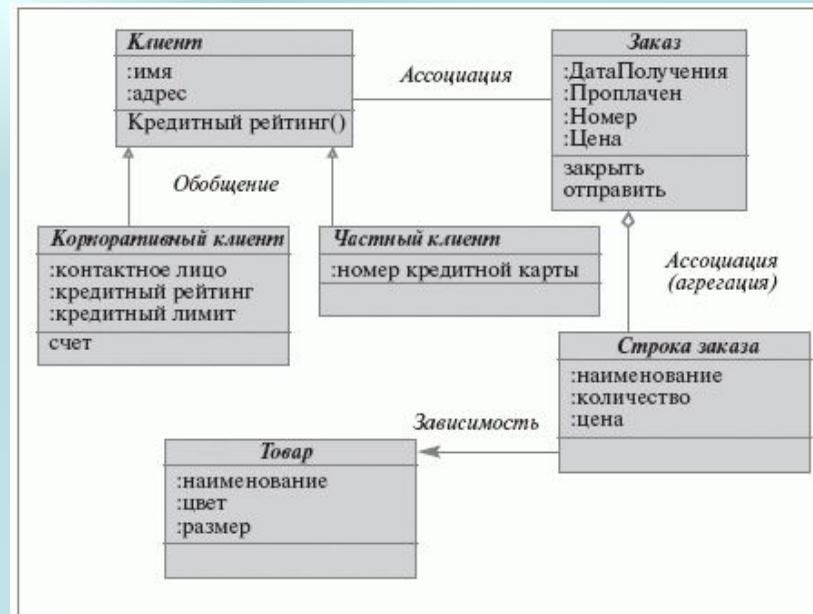 Клиент
:имя
:адрес
Кредитный рейтинг()
Ассоциация
Заказ
:ДатаПолучения
:Проплачен
:Номер
:Цена
закрыть
отправить
Обобщение
Корпоративный клиент
:контактное лицо
:кредитный рейтинг
:кредитный лимит
счет
Частный клиент
:номер кредитной карты
Ассоциация
(агрегация)
Строка заказа
:наименование
:количество
:цена
Зависимость
Товар
:наименование
:цвет
:размер